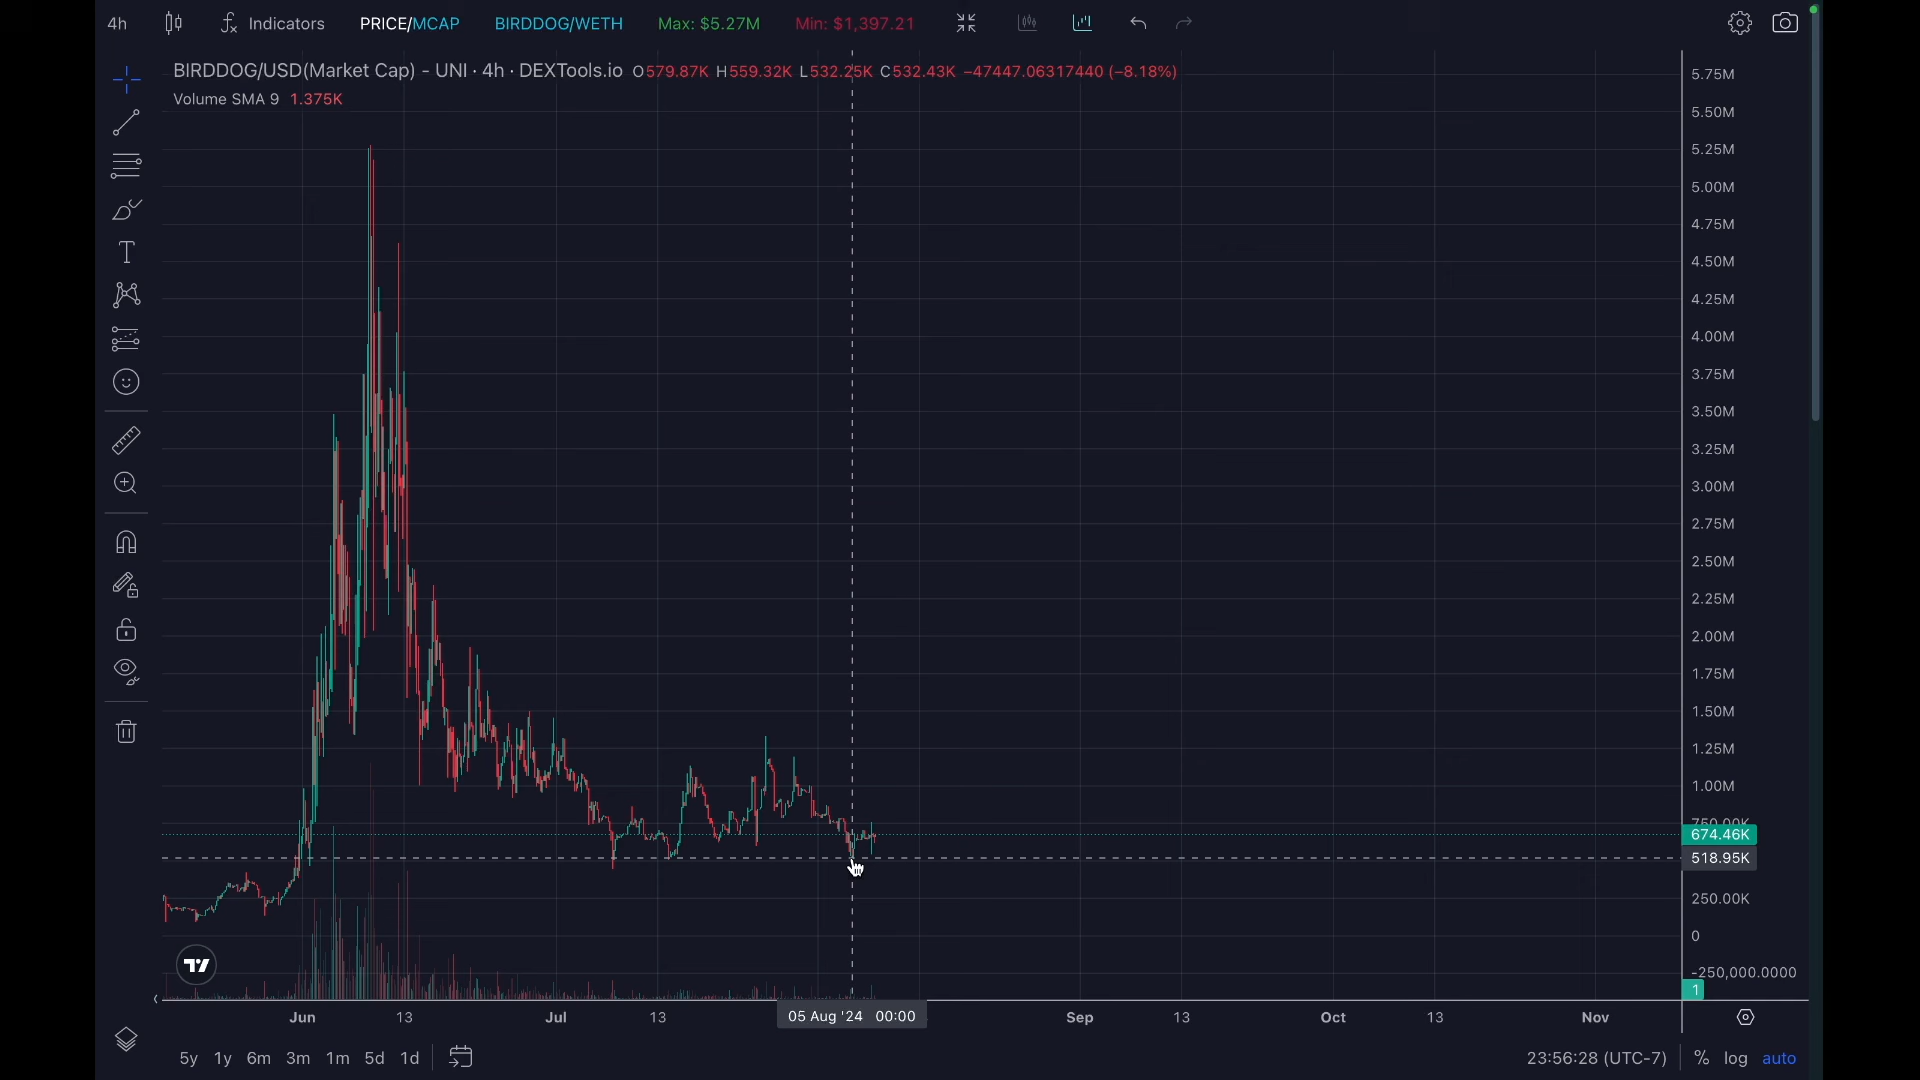 4h Indicators PRICE/MCAP BIRDDOG/WETH Max: $5.27M Min: $1,397.21
BIRDDOG/USD(Market Cap) - UNI · 4h · DEXTools.io O579.87K H559.32K L532.25K C532.43K −47447.06317440 (−8.18%)
Volume SMA 9 1.375K
5.75M
5.50M
5.25M
5.00M
4.75M
4.50M
4.25M
4.00M
3.75M
3.50M
3.25M
3.00M
2.75M
2.50M
2.25M
2.00M
1.75M
1.50M
1.25M
1.00M
750.00K
674.46K
518.95K
250.00K
0
-250,000.0000
1
Jun 13 Jul 13 05 Aug '24 00:00 Sep 13 Oct 13 Nov
5y 1y 6m 3m 1m 5d 1d 23:56:28 (UTC-7) % log auto